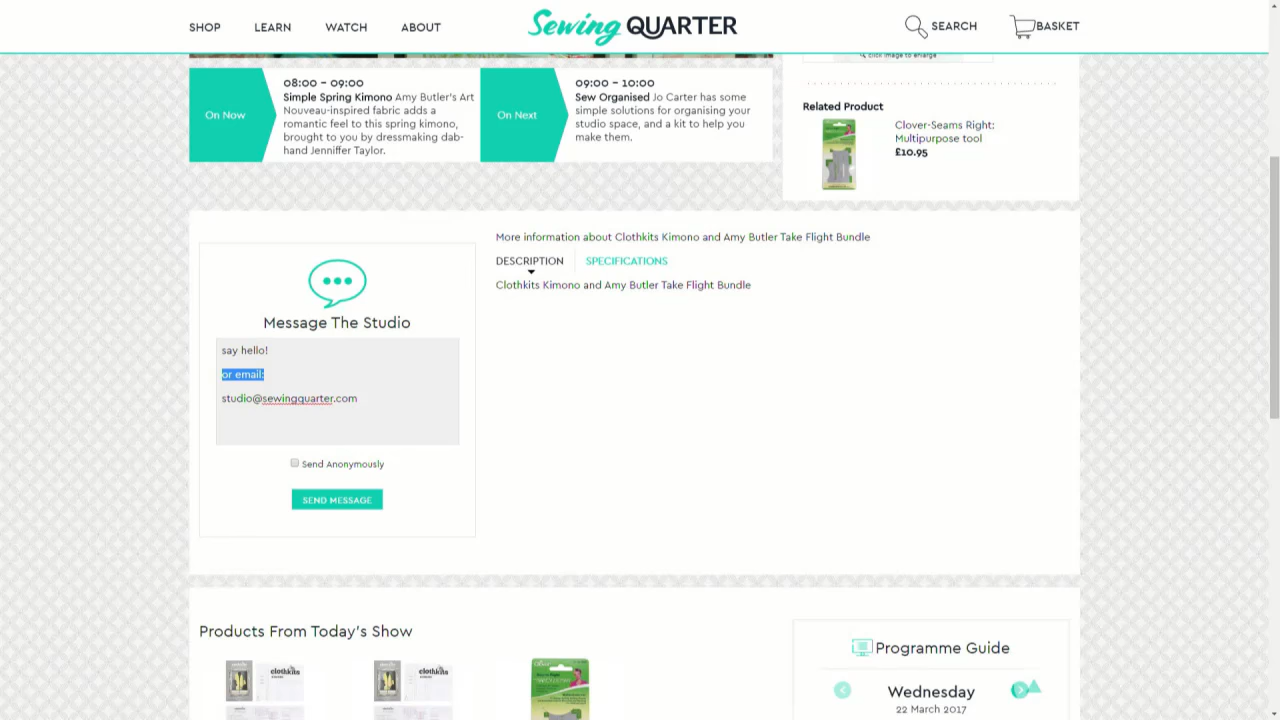 SHOP LEARN WATCH ABOUT Sewing QUARTER SEARCH BASKET
click image to enlarge
On Now
08:00 - 09:00
Simple Spring Kimono Amy Butler's Art
Nouveau-inspired fabric adds a
romantic feel to this spring kimono,
brought to you by dressmaking dab-
hand Jenniffer Taylor.
On Next
09:00 - 10:00
Sew Organised Jo Carter has some
simple solutions for organising your
studio space, and a kit to help you
make them.
Related Product
Clover-Seams Right:
Multipurpose tool
£10.95
Message The Studio
say hello!
or email:
studio@sewingquarter.com
Send Anonymously
SEND MESSAGE
More information about Clothkits Kimono and Amy Butler Take Flight Bundle
DESCRIPTION SPECIFICATIONS
Clothkits Kimono and Amy Butler Take Flight Bundle
Products From Today's Show
clothkits
clothkits
Programme Guide
Wednesday
22 March 2017